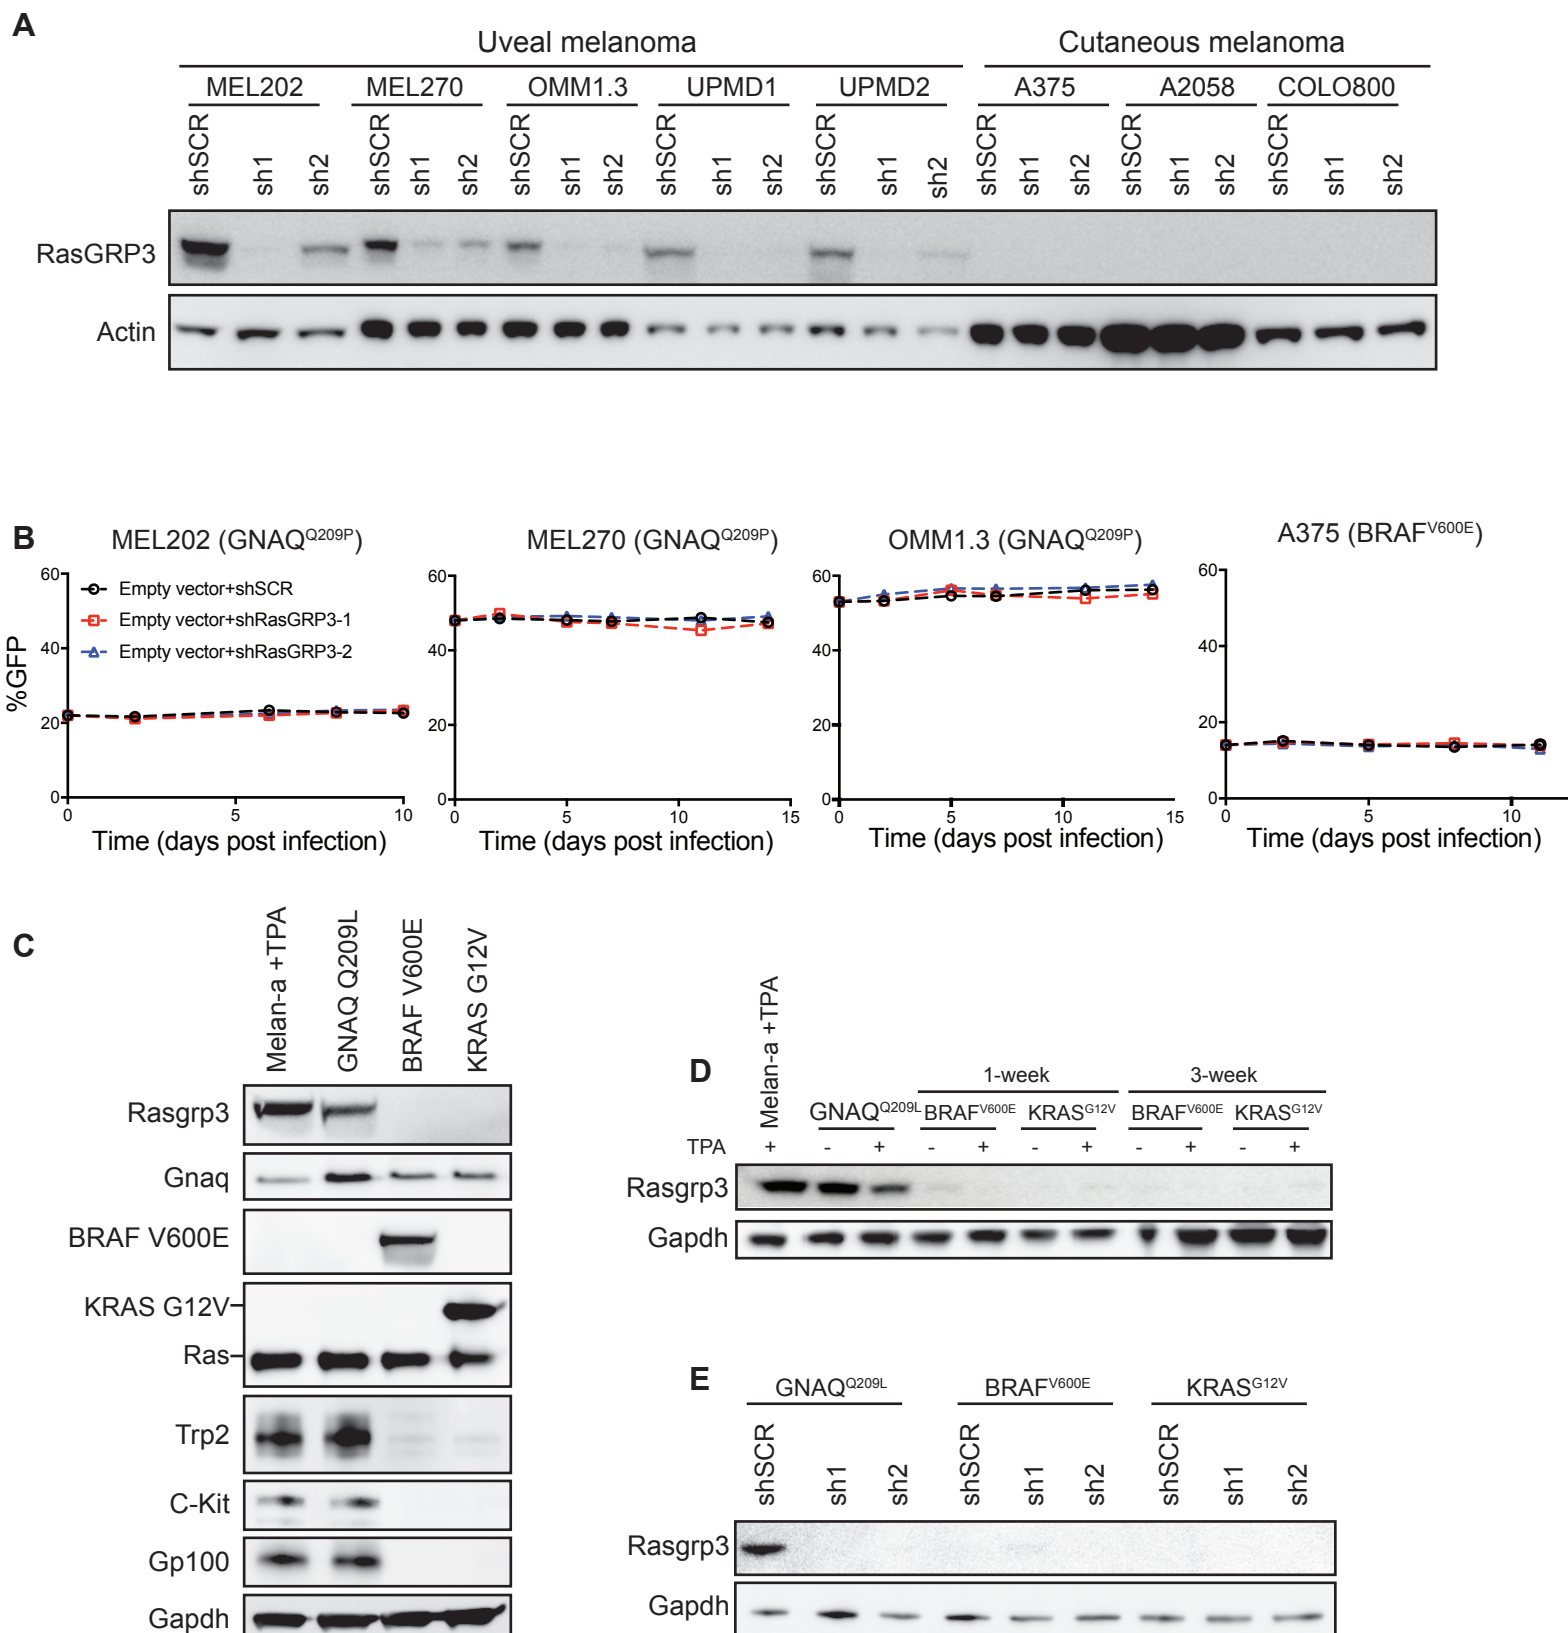 A
Uveal melanoma Cutaneous melanoma
MEL202 MEL270 OMM1.3 UPMD1 UPMD2 A375 A2058 COLO800
shSCR sh1 sh2 shSCR sh1 sh2 shSCR sh1 sh2 shSCR sh1 sh2 shSCR sh1 sh2 shSCR sh1 sh2 shSCR sh1 sh2 shSCR sh1 sh2
RasGRP3
Actin
B
MEL202 (GNAQQ209P)
%GFP
60
40
20
0
0 5 10
Empty vector+shSCR
Empty vector+shRasGRP3-1
Empty vector+shRasGRP3-2
Time (days post infection)
MEL270 (GNAQQ209P)
60
40
20
0
0 5 10 15
Time (days post infection)
OMM1.3 (GNAQQ209P)
60
40
20
0
0 5 10 15
Time (days post infection)
A375 (BRAFV600E)
60
40
20
0
0 5 10
Time (days post infection)
C
Melan-a +TPA GNAQ Q209L BRAF V600E KRAS G12V
Rasgrp3
Gnaq
BRAF V600E
KRAS G12V
Ras
Trp2
C-Kit
Gp100
Gapdh
D
Melan-a +TPA
1-week 3-week
GNAQQ209L BRAFV600E KRASG12V BRAFV600E KRASG12V
TPA + - + - + - + - + - +
Rasgrp3
Gapdh
E
GNAQQ209L BRAFV600E KRASG12V
shSCR sh1 sh2 shSCR sh1 sh2 shSCR sh1 sh2
Rasgrp3
Gapdh